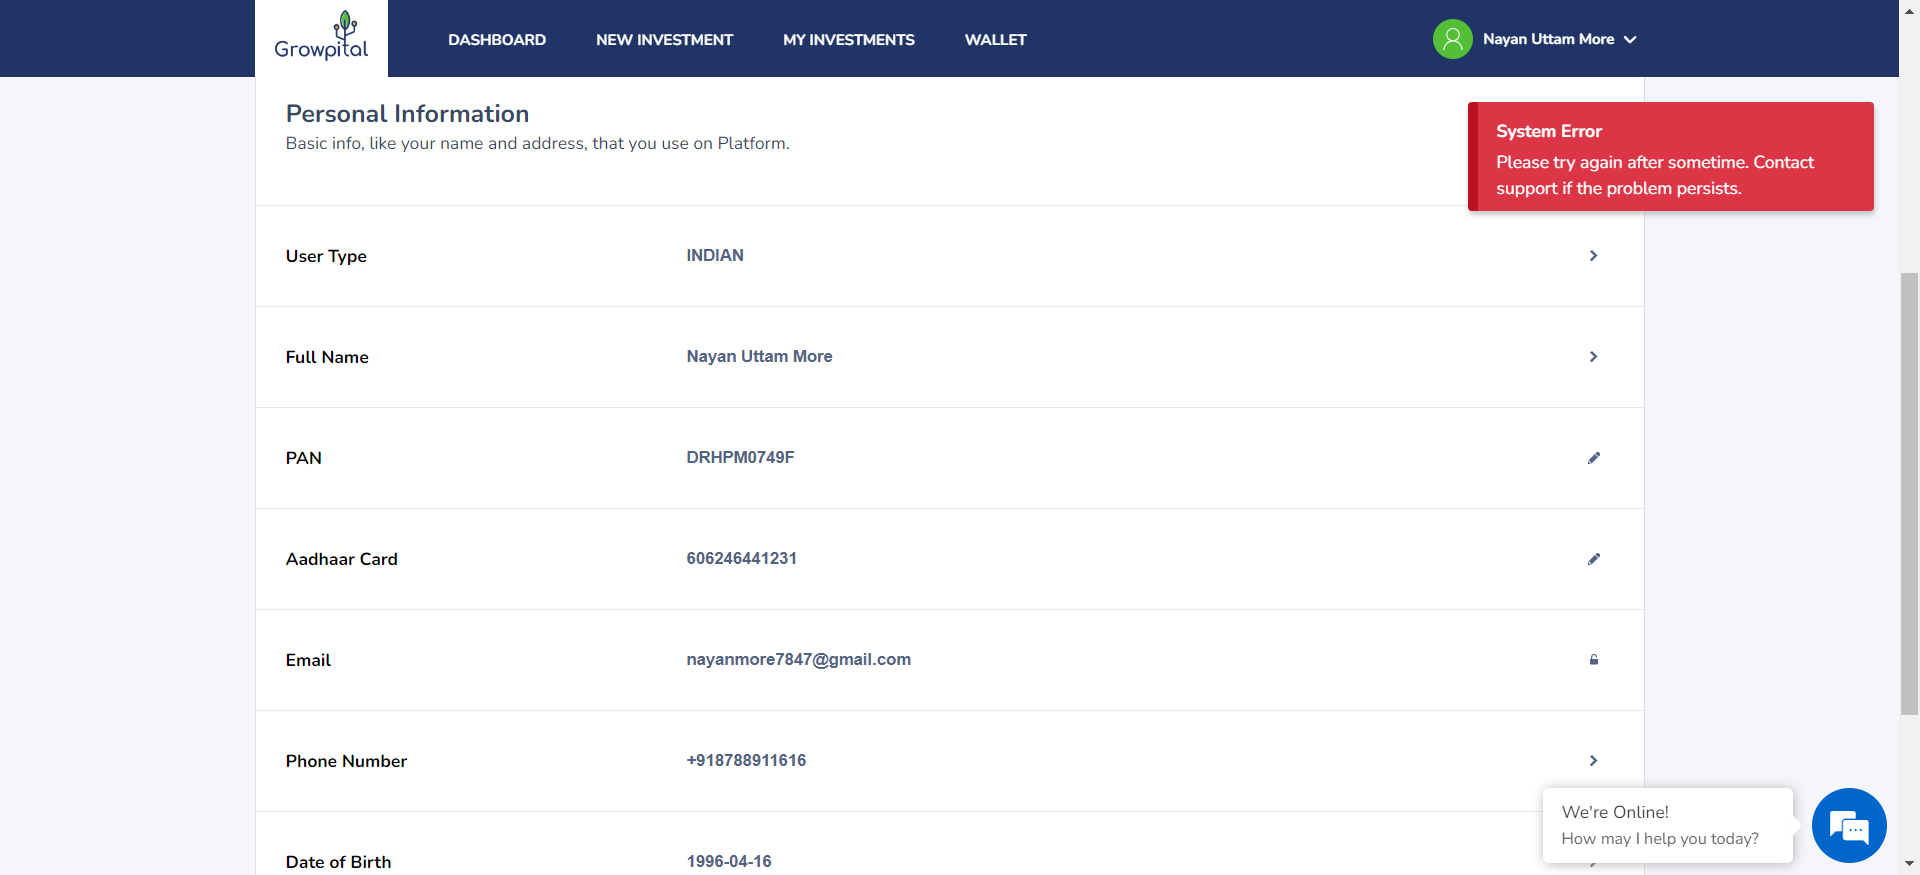 Growpital
DASHBOARD
NEW INVESTMENT
MY INVESTMENTS
WALLET
Nayan Uttam More
Personal Information
Basic info, like your name and address, that you use on Platform.
System Error
Please try again after sometime. Contact
support if the problem persists.
User Type
INDIAN
Full Name
Nayan Uttam More
PAN
DRHPM0749F
Aadhaar Card
606246441231
Email
nayanmore7847@gmail.com
Phone Number
+918788911616
We're Online!
How may I help you today?
Date of Birth
1996-04-16